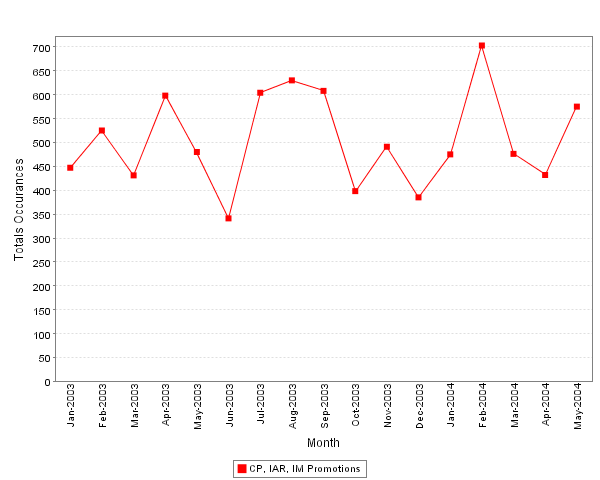 Totals Occurances
700
650
600
550
500
450
400
350
300
250
200
150
100
50
0
Jan-2003
Feb-2003
Mar-2003
Apr-2003
May-2003
Jun-2003
Jul-2003
Aug-2003
Sep-2003
Oct-2003
Nov-2003
Dec-2003
Jan-2004
Feb-2004
Mar-2004
Apr-2004
May-2004
Month
CP, IAR, IM Promotions